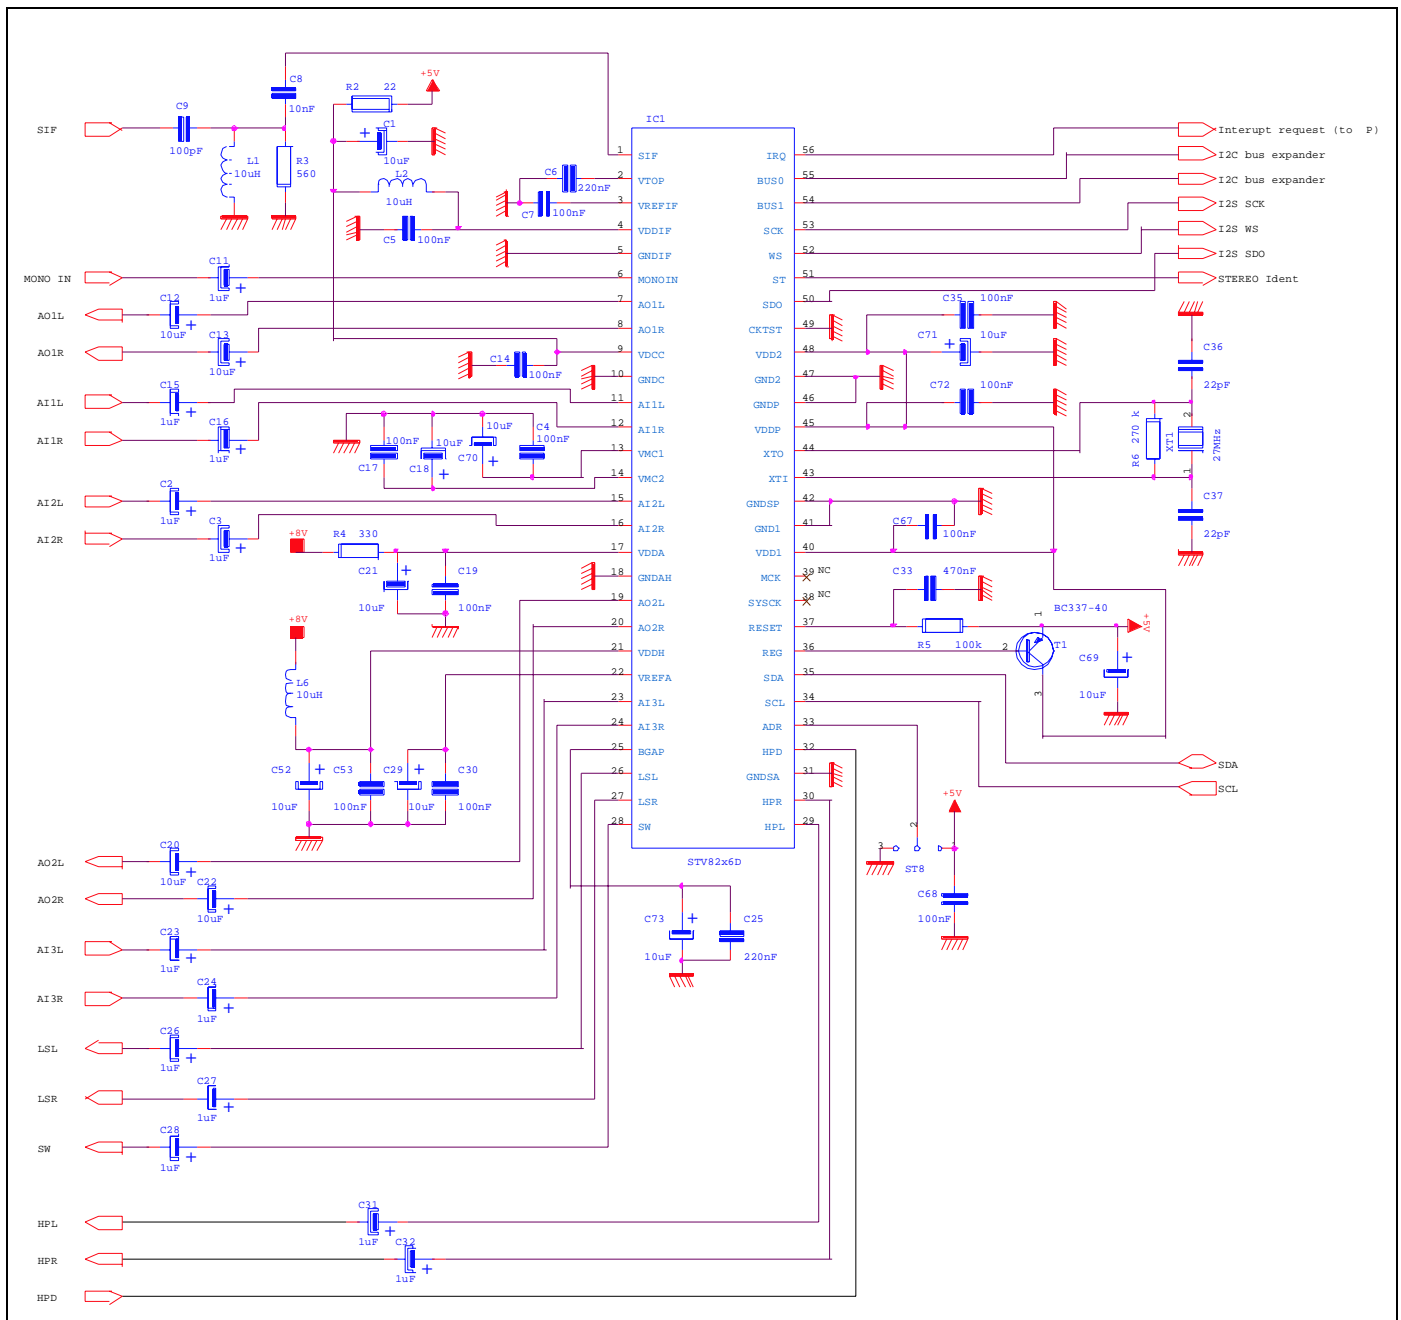 C8
10nF
R2 22
+5V
C9
100pF
SIF
L1
10uH
R3
560
C1
10uF
L2
10uH
C5
100nF
C6
220nF
C7
100nF
IC1
1 SIF
2 VTOP
3 VREFIF
4 VDDIF
5 GNDIF
6 MONOIN
7 AO1L
8 AO1R
9 VDCC
10 GNDC
11 AI1L
12 AI1R
13 VMC1
14 VMC2
15 AI2L
16 AI2R
17 VDDA
18 GNDAH
19 AO2L
20 AO2R
21 VDDH
22 VREFA
23 AI3L
24 AI3R
25 BGAP
26 LSL
27 LSR
28 SW
IRQ 56
BUS0 55
BUS1 54
SCK 53
WS 52
ST 51
SDO 50
CKTST 49
VDD2 48
GND2 47
GNDP 46
VDDP 45
XTO 44
XTI 43
GNDSP 42
GND1 41
VDD1 40
MCK 39 NC
SYSCK 38 NC
RESET 37
REG 36
SDA 35
SCL 34
ADR 33
HPD 32
GNDSA 31
HPR 30
HPL 29
STV82x6D
Interupt request (to P)
I2C bus expander
I2C bus expander
I2S SCK
I2S WS
I2S SDO
STEREO Ident
MONO IN
C11
1uF
AO1L
C12
10uF
AO1R
C13
10uF
C14
100nF
AI1L
C15
1uF
AI1R
C16
1uF
100nF
C17
10uF
C18
10uF
C70
C4
100nF
AI2L
C2
1uF
AI2R
C3
1uF
+8V
R4 330
C21
10uF
C19
100nF
+8V
L6
10uH
C52
10uF
C53
100nF
C29
10uF
C30
100nF
C35 100nF
C71 10uF
C72 100nF
C36
22pF
R6 270 k
XT1
27MHz
2
1
C37
22pF
C67
100nF
C33 470nF
R5 100k
BC337-40
1
2
3
T1
+5V
C69
10uF
SDA
SCL
+5V
3
2
1
ST8
C68
100nF
AO2L
C20
10uF
AO2R
C22
10uF
C73
10uF
C25
220nF
AI3L
C23
1uF
AI3R
C24
1uF
LSL
C26
1uF
LSR
C27
1uF
SW
C28
1uF
HPL
C31
1uF
HPR
C32
1uF
HPD